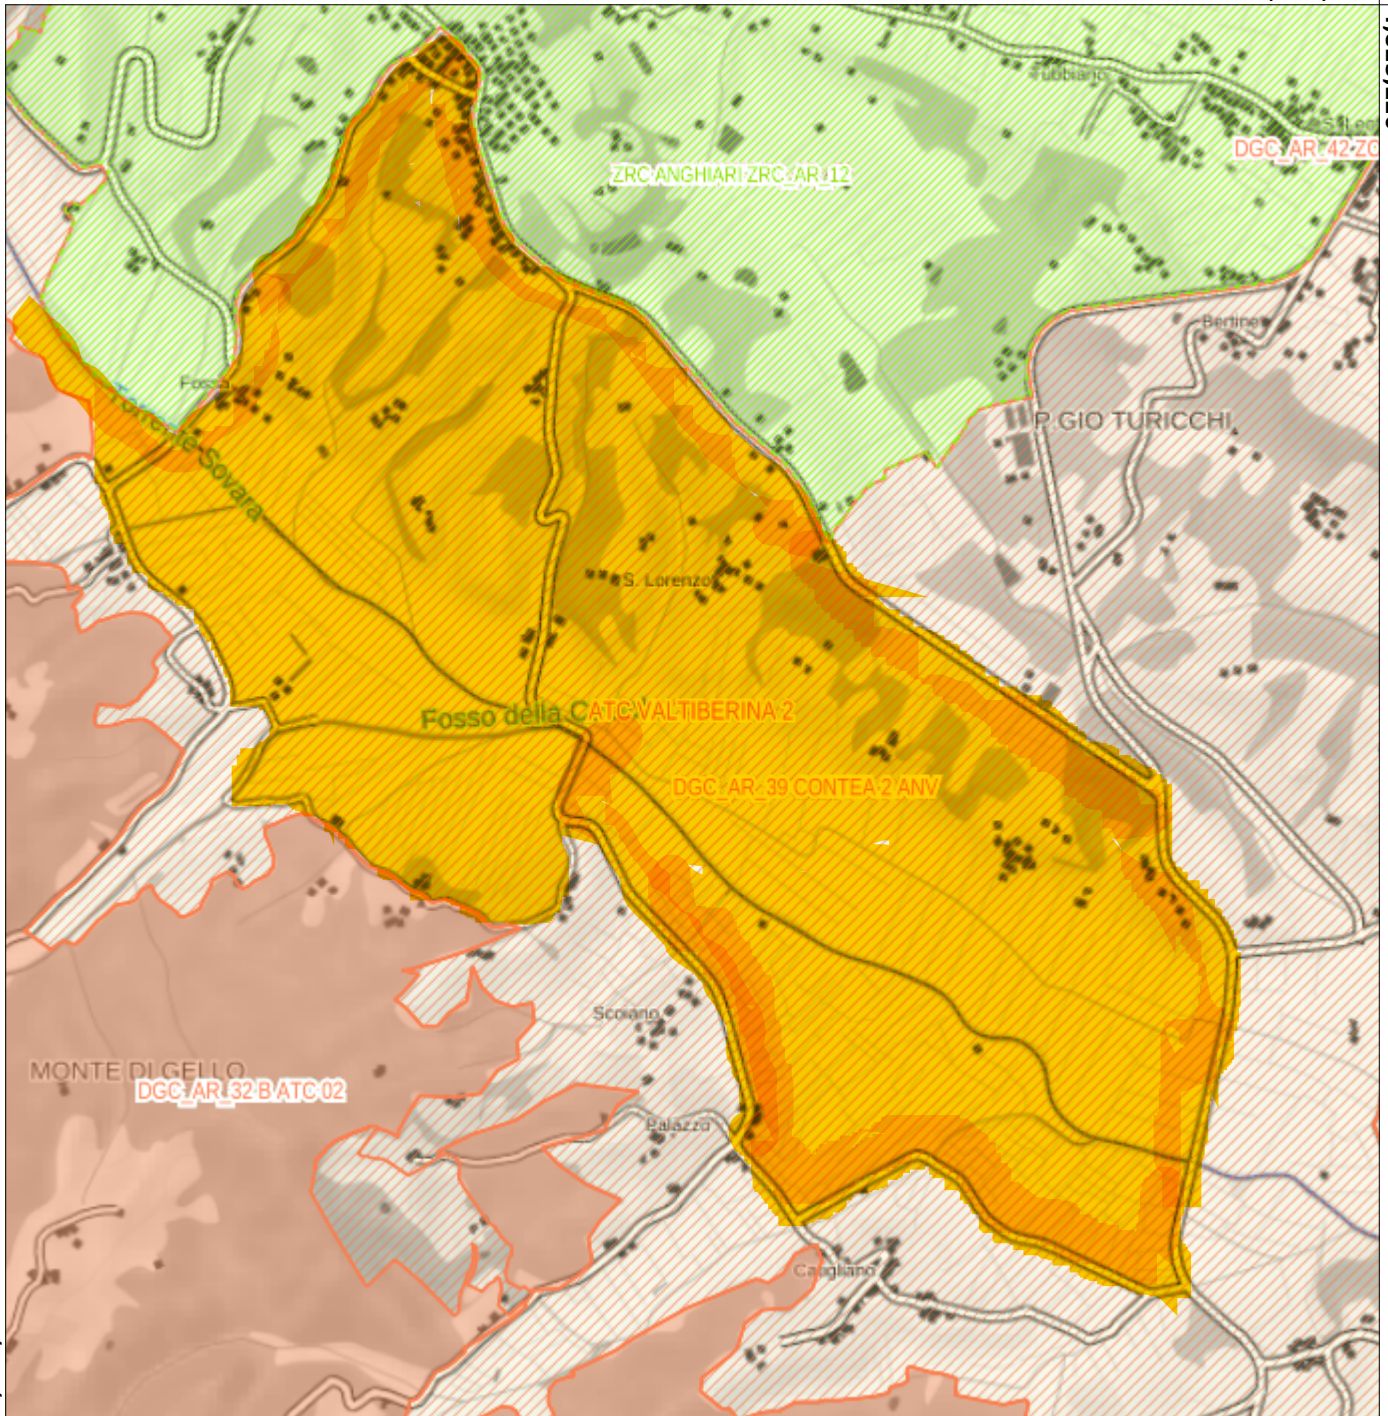 Tubbiano
DGC_AR_42 ZC
ZRC ANGHIARI ZRC_AR_12
Bertine
Fossa
P.GIO TURICCHI
Torrente Sovara
S. Lorenzo
Fosso della C
ATC VALTIBERINA 2
DGC_AR_39 CONTEA 2 ANV
Scoiano
MONTE DI GELLO
DGC_AR_32 B ATC 02
Palazzo
Catigliano